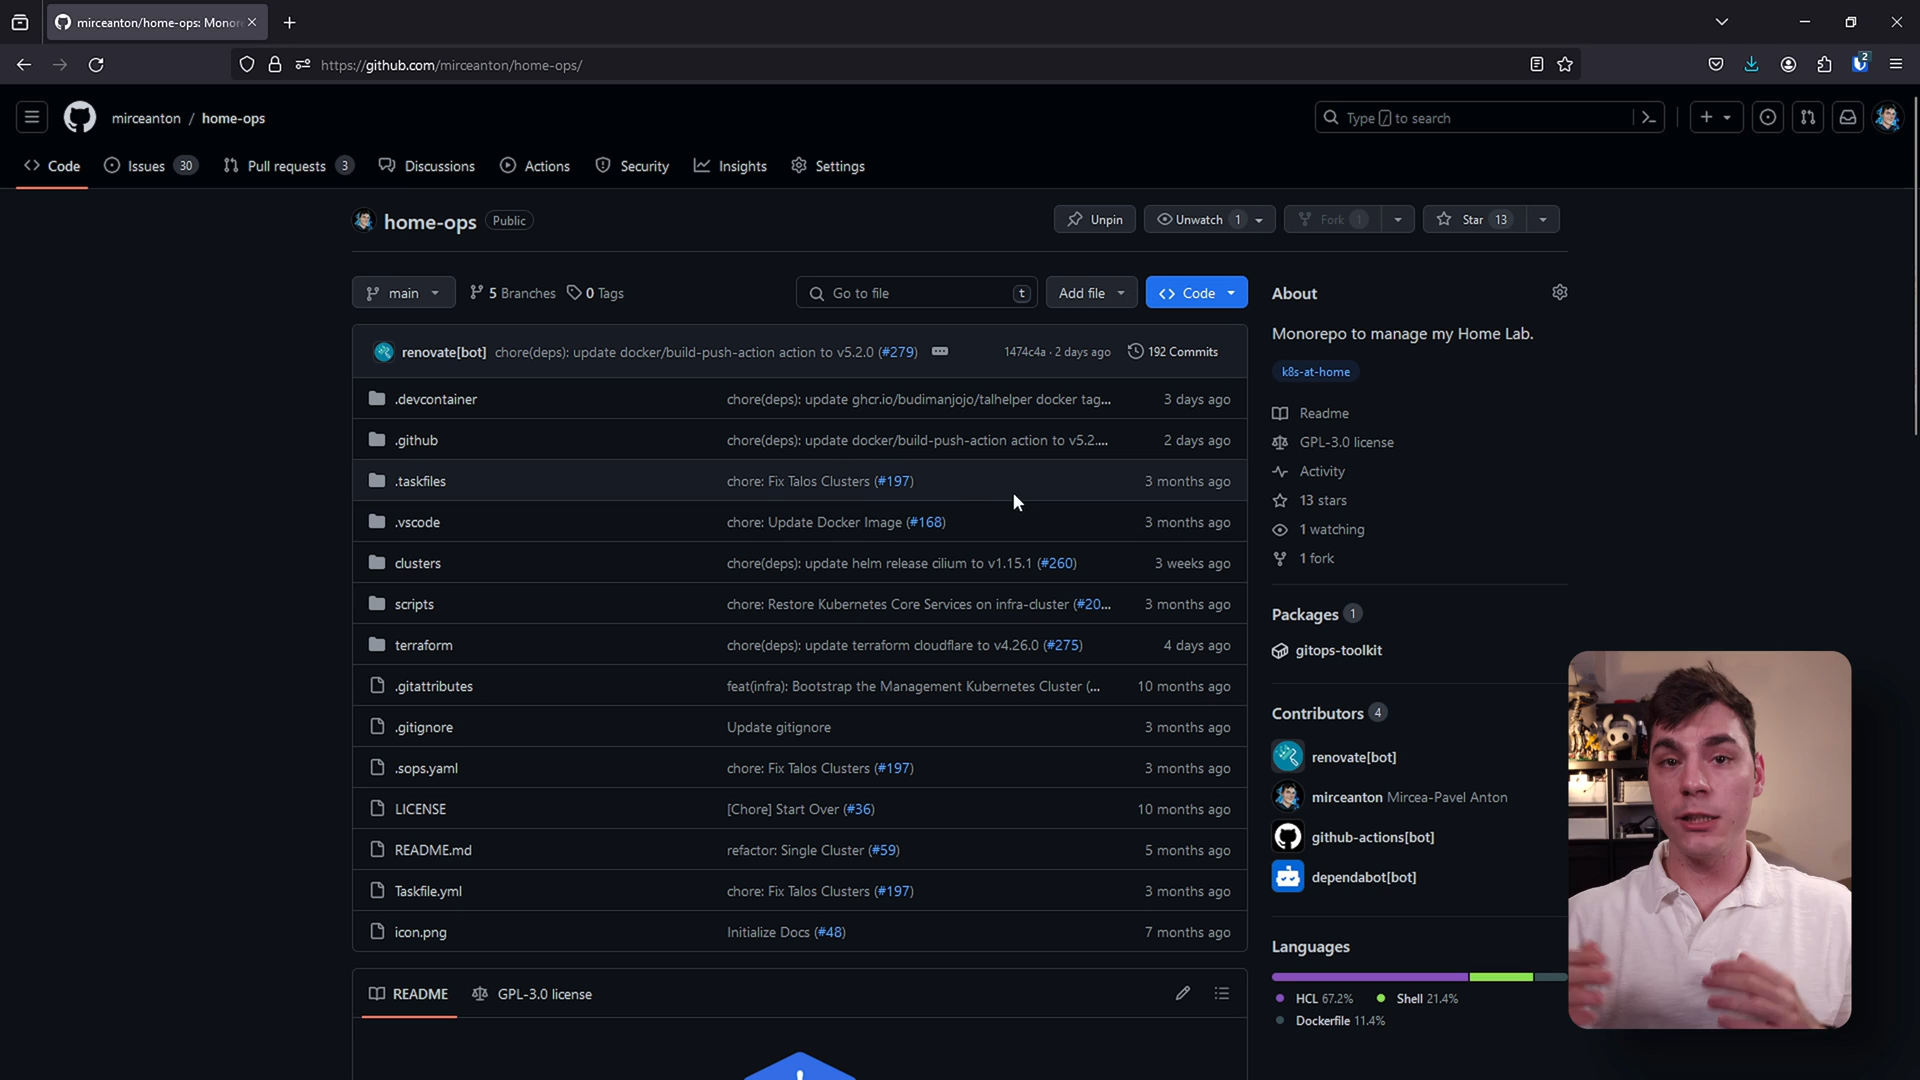 mirceanton/home-ops: Mono
https://github.com/mirceanton/home-ops/
2
mirceanton / home-ops
Type / to search
Code
Issues 30
Pull requests 3
Discussions
Actions
Security
Insights
Settings
home-ops Public
Unpin
Unwatch 1
Fork 1
Star 13
main
5 Branches
0 Tags
Go to file t
Add file
Code
renovate[bot] chore(deps): update docker/build-push-action action to v5.2.0 (#279) 1474c4a · 2 days ago 192 Commits
.devcontainer chore(deps): update ghcr.io/budimanjojo/talhelper docker tag... 3 days ago
.github chore(deps): update docker/build-push-action action to v5.2.... 2 days ago
.taskfiles chore: Fix Talos Clusters (#197) 3 months ago
.vscode chore: Update Docker Image (#168) 3 months ago
clusters chore(deps): update helm release cilium to v1.15.1 (#260) 3 weeks ago
scripts chore: Restore Kubernetes Core Services on infra-cluster (#20... 3 months ago
terraform chore(deps): update terraform cloudflare to v4.26.0 (#275) 4 days ago
.gitattributes feat(infra): Bootstrap the Management Kubernetes Cluster (... 10 months ago
.gitignore Update gitignore 3 months ago
.sops.yaml chore: Fix Talos Clusters (#197) 3 months ago
LICENSE [Chore] Start Over (#36) 10 months ago
README.md refactor: Single Cluster (#59) 5 months ago
Taskfile.yml chore: Fix Talos Clusters (#197) 3 months ago
icon.png Initialize Docs (#48) 7 months ago
README
GPL-3.0 license
About
Monorepo to manage my Home Lab.
k8s-at-home
Readme
GPL-3.0 license
Activity
13 stars
1 watching
1 fork
Packages 1
gitops-toolkit
Contributors 4
renovate[bot]
mirceanton Mircea-Pavel Anton
github-actions[bot]
dependabot[bot]
Languages
HCL 67.2% Shell 21.4%
Dockerfile 11.4%